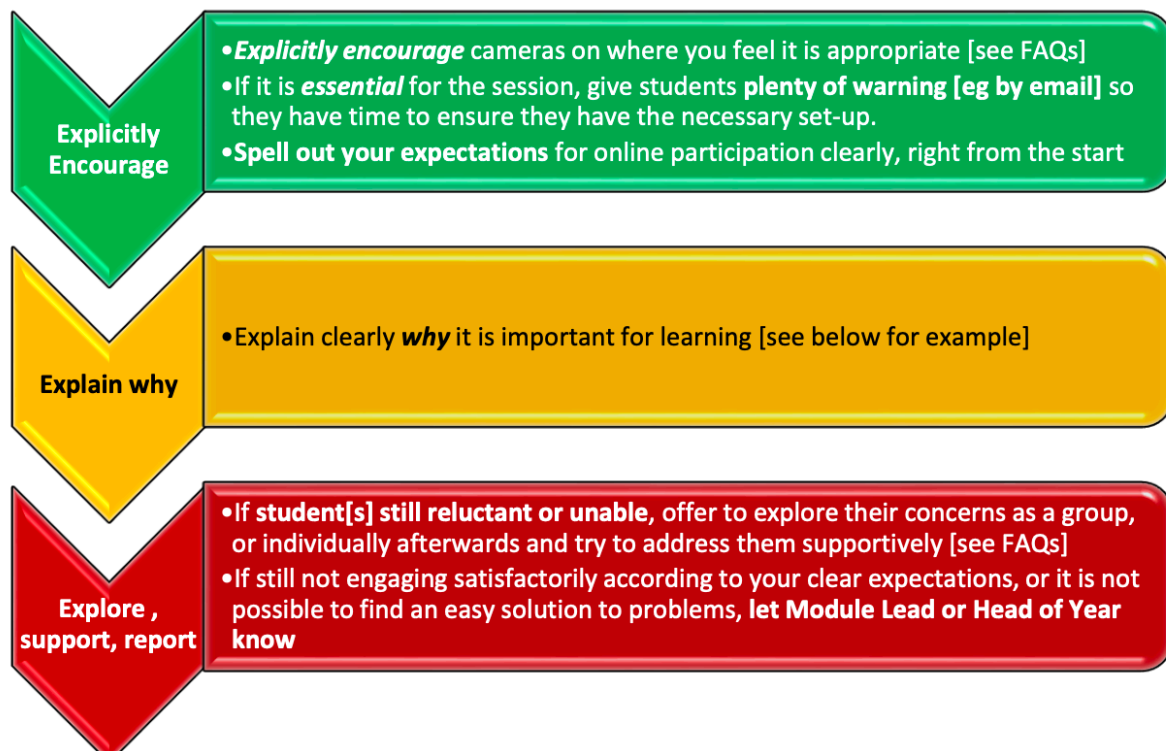 Explicitly
Encourage
•Explicitly encourage cameras on where you feel it is appropriate [see FAQs]
•If it is essential for the session, give students plenty of warning [eg by email] so
they have time to ensure they have the necessary set-up.
•Spell out your expectations for online participation clearly, right from the start
Explain why
•Explain clearly why it is important for learning [see below for example]
Explore ,
support, report
•If student[s] still reluctant or unable, offer to explore their concerns as a group,
or individually afterwards and try to address them supportively [see FAQs]
•If still not engaging satisfactorily according to your clear expectations, or it is not
possible to find an easy solution to problems, let Module Lead or Head of Year
know